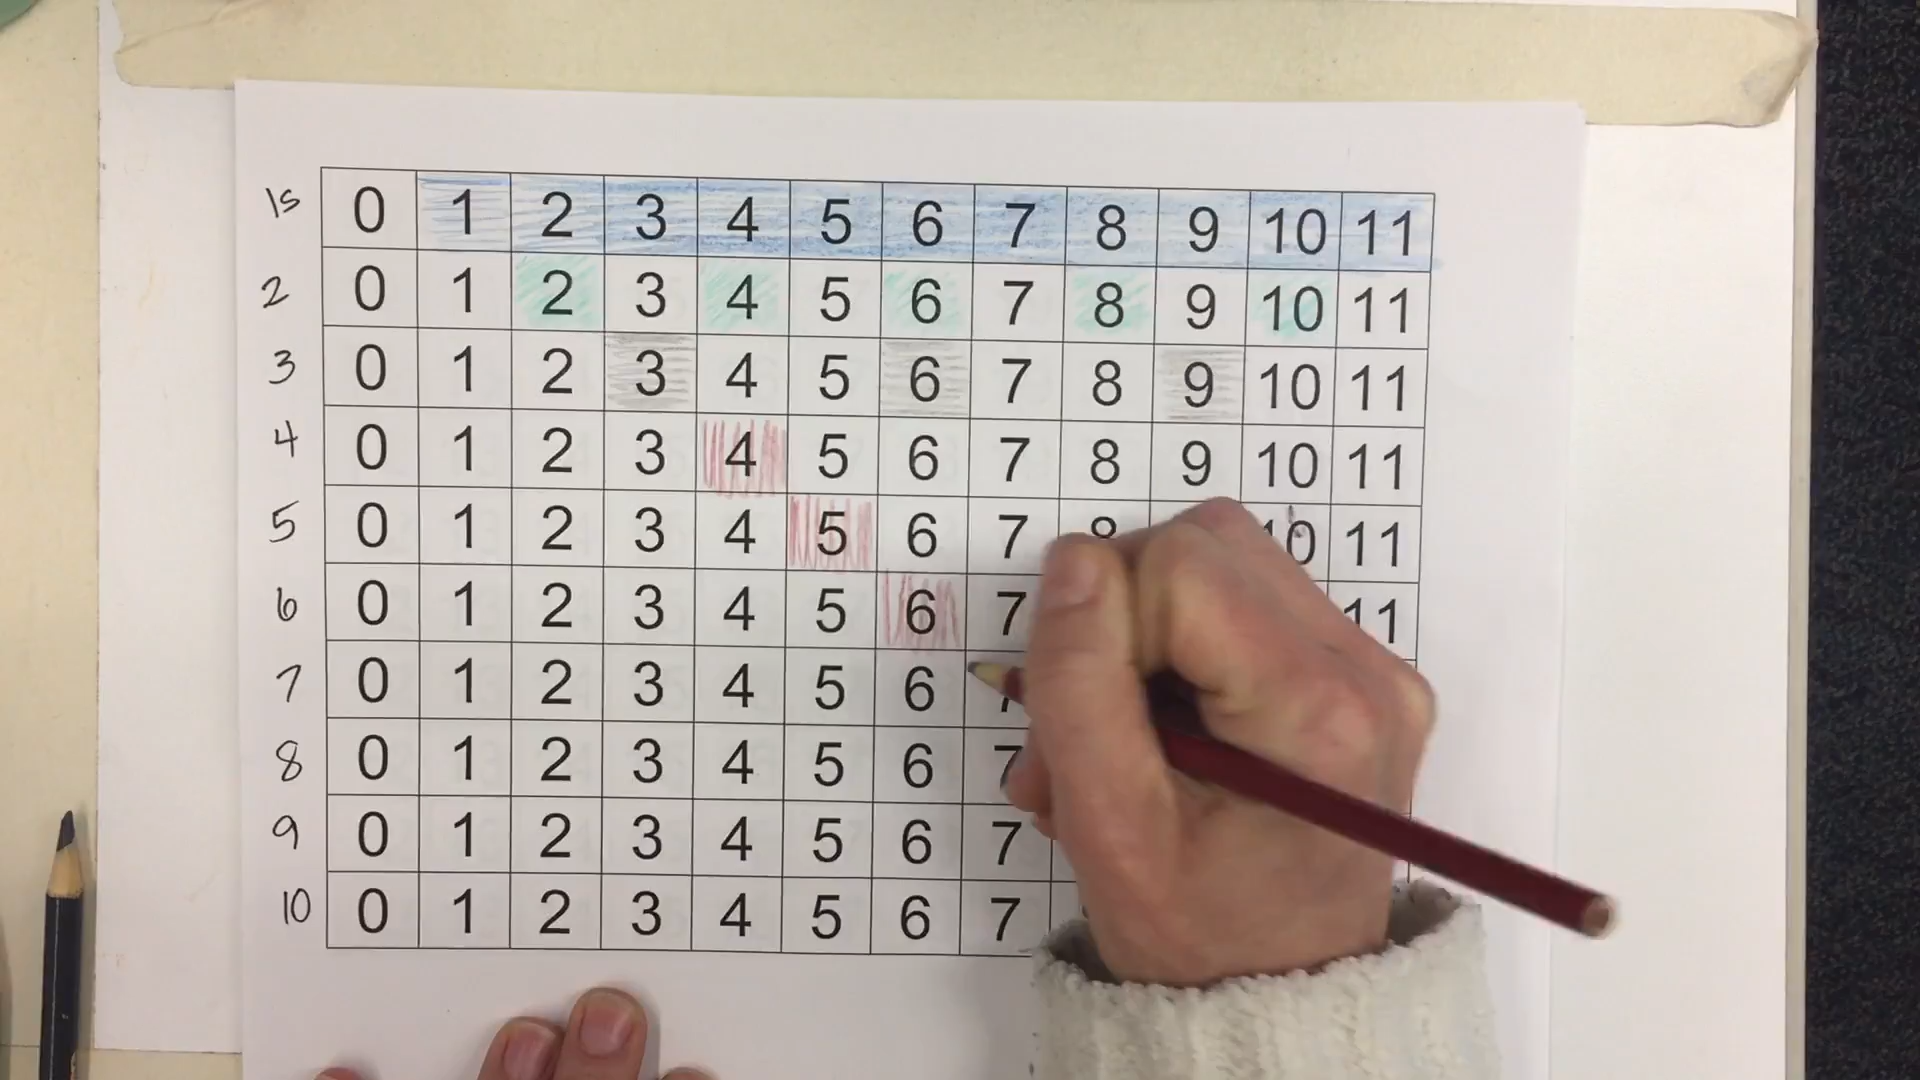 1s 0 1 2 3 4 5 6 7 8 9 10 11
2 0 1 2 3 4 5 6 7 8 9 10 11
3 0 1 2 3 4 5 6 7 8 9 10 11
4 0 1 2 3 4 5 6 7 8 9 10 11
5 0 1 2 3 4 5 6 7 8 10 11
6 0 1 2 3 4 5 6 7 11
7 0 1 2 3 4 5 6 7
8 0 1 2 3 4 5 6 7
9 0 1 2 3 4 5 6 7
10 0 1 2 3 4 5 6 7